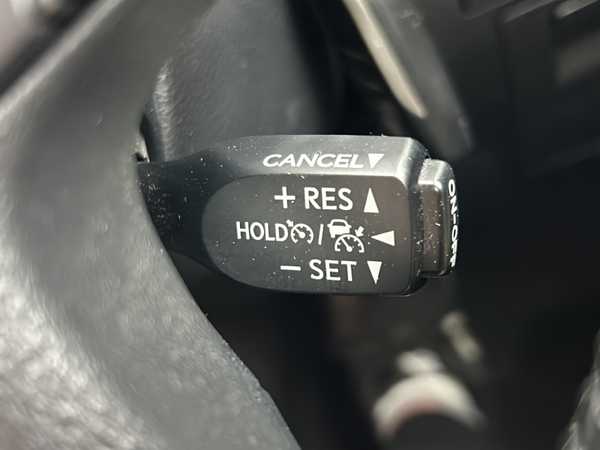 CANCEL
+ RES
HOLD /
- SET
ON-OFF